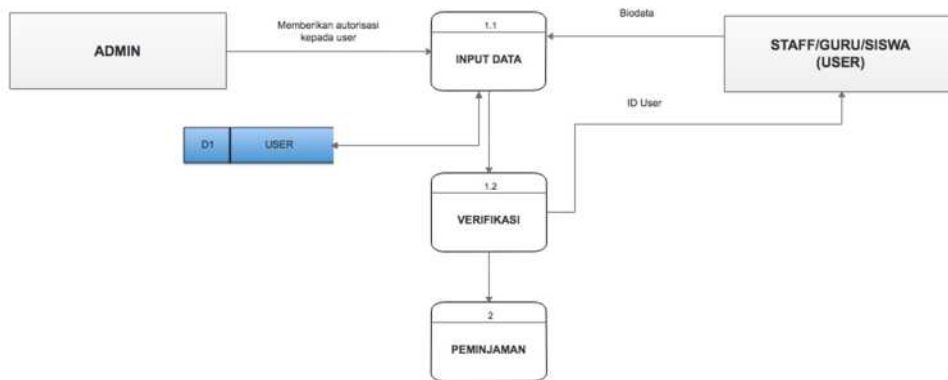 ADMIN
Memberikan autorisasi
kepada user
1.1
INPUT DATA
Biodata
STAFF/GURU/SISWA
(USER)
ID User
D1
USER
1.2
VERIFIKASI
2
PEMINJAMAN